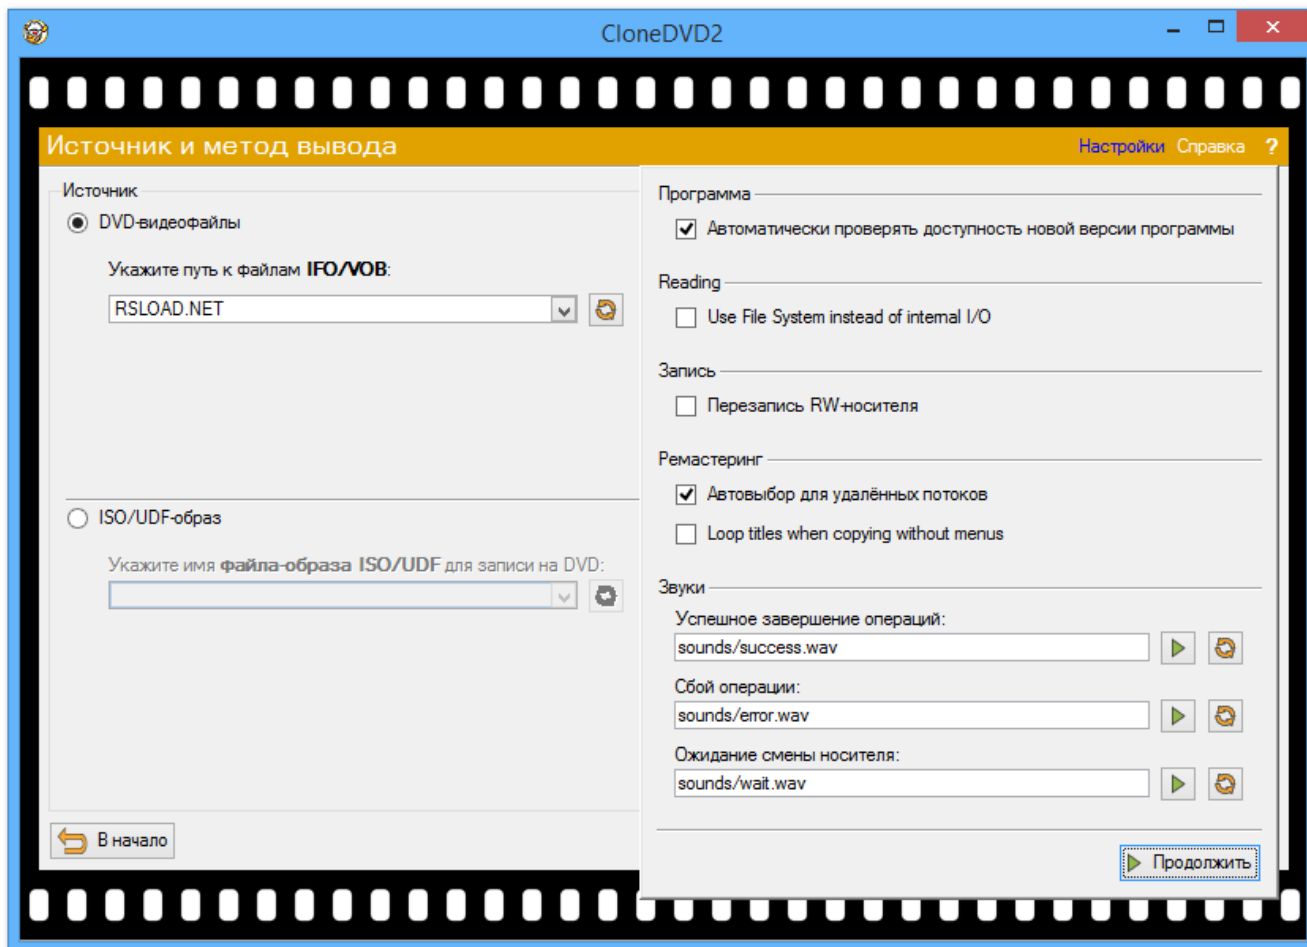 CloneDVD2
Источник и метод вывода
Настройки Справка ?
Источник
DVD-видеофайлы
Укажите путь к файлам IFO/VOB:
RSLOAD.NET
ISO/UDF-образ
Укажите имя файла-образа ISO/UDF для записи на DVD:
В начало
Программа
Автоматически проверять доступность новой версии программы
Reading
Use File System instead of internal I/O
Запись
Перезапись RW-носителя
Ремастеринг
Автовыбор для удалённых потоков
Loop titles when copying without menus
Звуки
Успешное завершение операций:
sounds/success.wav
Сбой операции:
sounds/error.wav
Ожидание смены носителя:
sounds/wait.wav
Продолжить